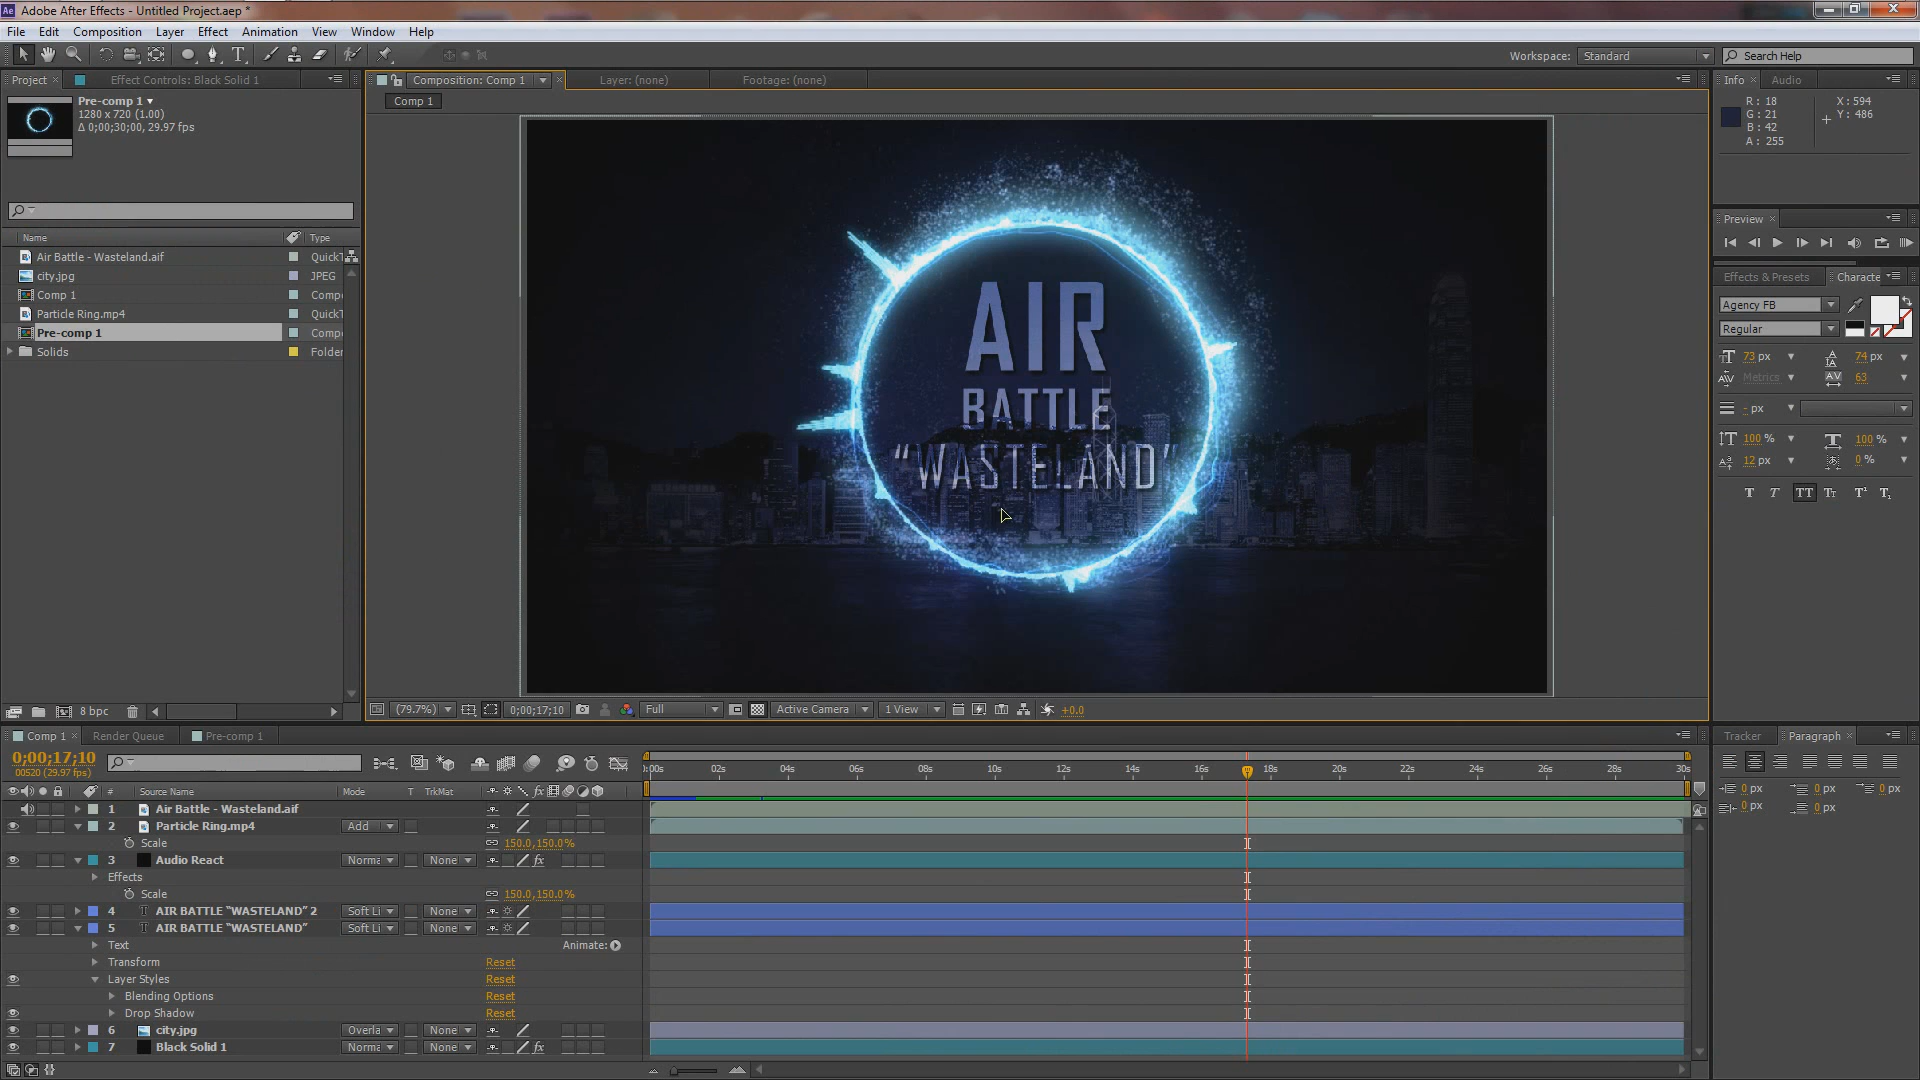 Adobe After Effects - Untitled Project.aep *
File Edit Composition Layer Effect Animation View Window Help
Workspace: Standard Search Help
Project Effect Controls: Black Solid 1
Composition: Comp 1 Layer: (none) Footage: (none)
Info Audio
Pre-comp 1
1280 x 720 (1.00)
Δ 0;00;30;00, 29.97 fps
Comp 1
R: 18 X: 594
G: 21 Y: 486
B: 42
A: 255
Name Type
Air Battle - Wasteland.aif QuickT
city.jpg JPEG
Comp 1 Compo
Particle Ring.mp4 QuickT
Pre-comp 1 Compo
Solids Folder
AIR
BATTLE
“WASTELAND”
Preview
Effects & Presets Characte
Agency FB
Regular
73 px 74 px
Metrics 63
- px
100 % 100 %
12 px 0 %
T T TT Tt T¹ T₁
8 bpc
(79.7%) 0;00;17;10 Full Active Camera 1 View +0.0
Comp 1 Render Queue Pre-comp 1
0;00;17;10
00520 (29.97 fps)
:00s 02s 04s 06s 08s 10s 12s 14s 16s 18s 20s 22s 24s 26s 28s 30s
# Source Name Mode T TrkMat
1 Air Battle - Wasteland.aif
2 Particle Ring.mp4 Add
Scale 150.0,150.0%
3 Audio React Norma None fx
Effects
Scale 150.0,150.0%
4 AIR BATTLE “WASTELAND” 2 Soft Li None
5 AIR BATTLE “WASTELAND” Soft Li None
Text Animate:
Transform Reset
Layer Styles Reset
Blending Options Reset
Drop Shadow Reset
6 city.jpg Overla None
7 Black Solid 1 Norma None fx
Tracker Paragraph
0 px 0 px 0 px
0 px 0 px